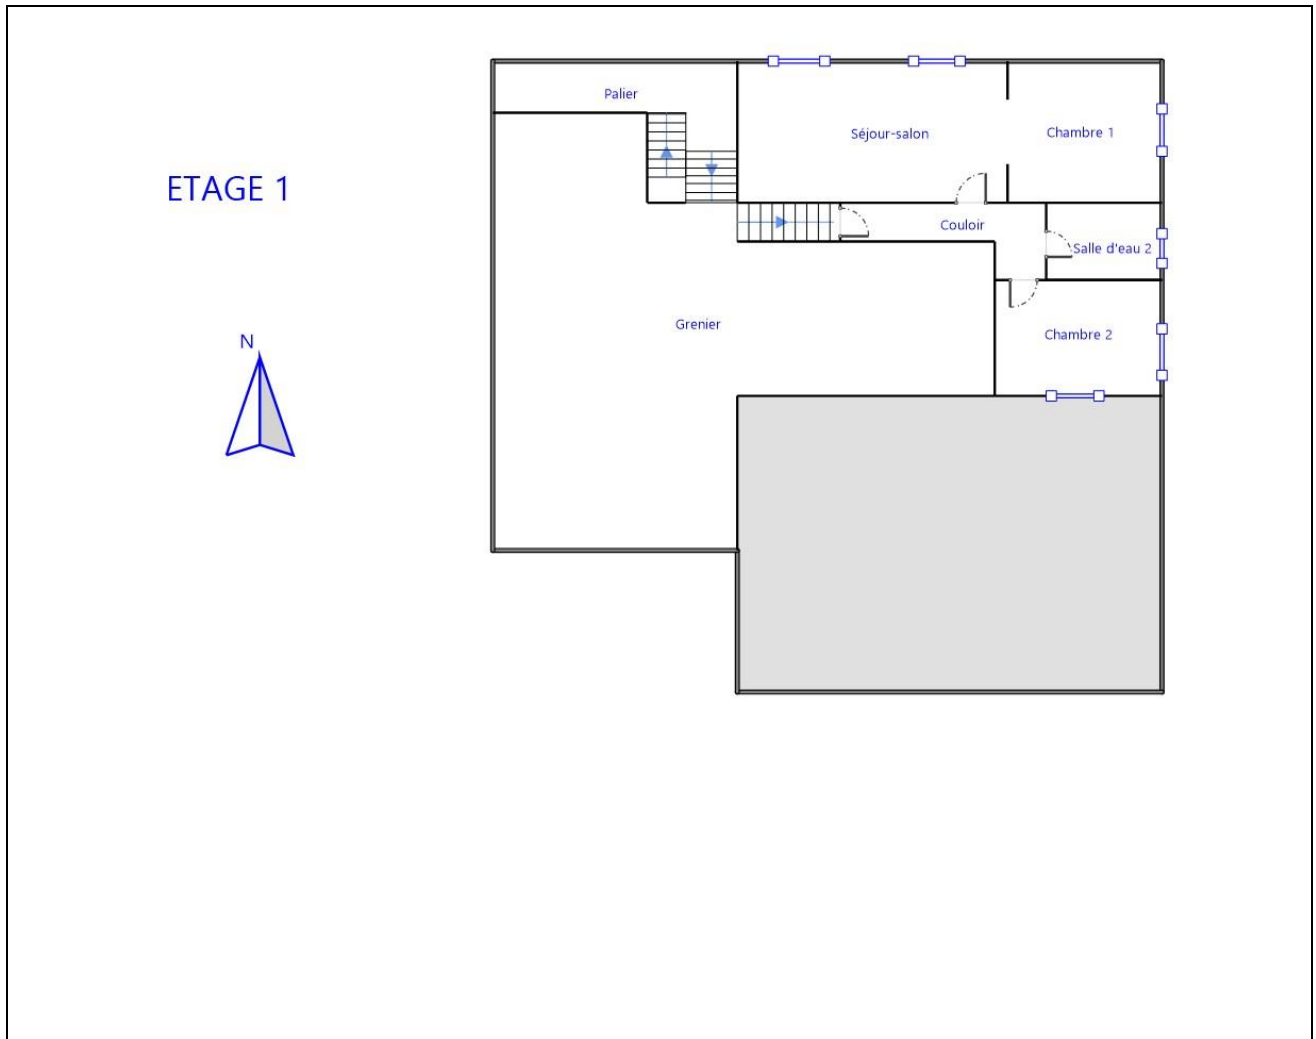 Palier
Séjour-salon
Chambre 1
ETAGE 1
Couloir
Salle d'eau 2
Grenier
Chambre 2
N